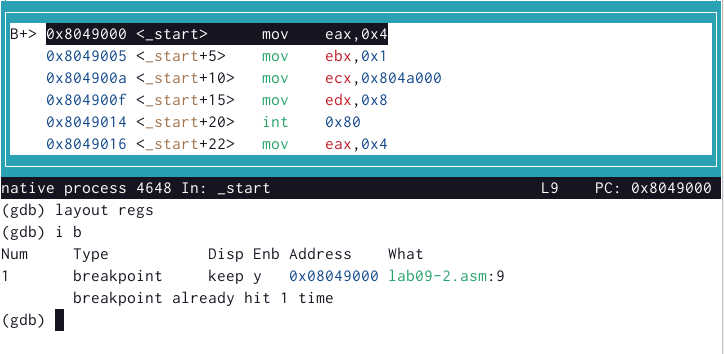 B+> 0x8049000 <_start>      mov    eax,0x4
    0x8049005 <_start+5>    mov    ebx,0x1
    0x804900a <_start+10>   mov    ecx,0x804a000
    0x804900f <_start+15>   mov    edx,0x8
    0x8049014 <_start+20>   int    0x80
    0x8049016 <_start+22>   mov    eax,0x4
native process 4648 In: _start                              L9    PC: 0x8049000
(gdb) layout regs
(gdb) i b
Num     Type           Disp Enb Address    What
1       breakpoint     keep y   0x08049000 lab09-2.asm:9
        breakpoint already hit 1 time
(gdb)